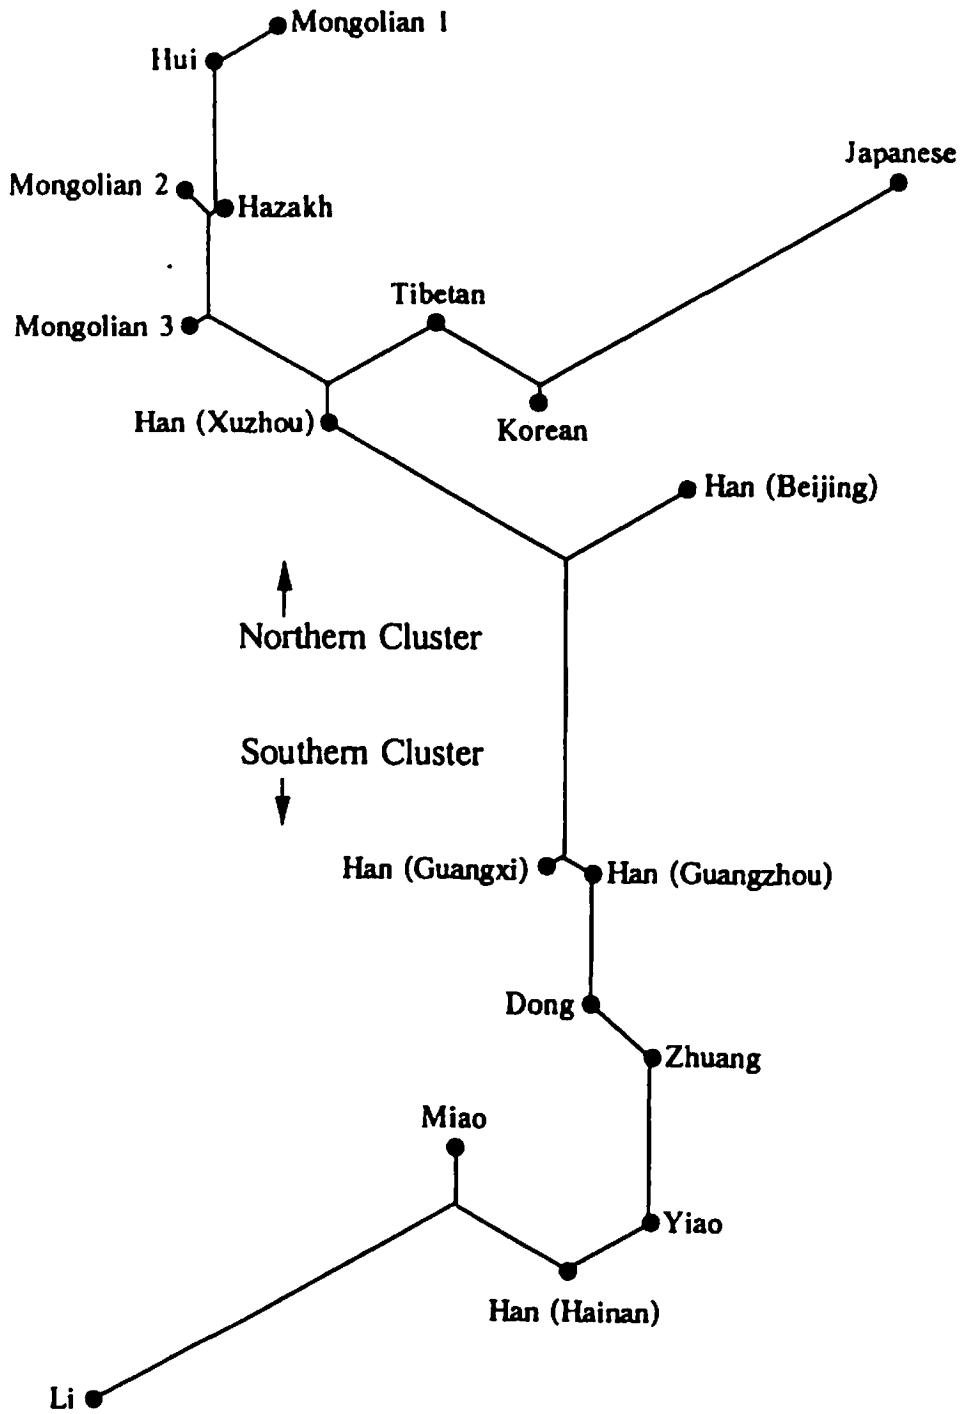 Mongolian 1
Hui
Japanese
Mongolian 2
Hazakh
Tibetan
Mongolian 3
Han (Xuzhou)
Korean
Han (Beijing)
Northern Cluster
Southern Cluster
Han (Guangxi)
Han (Guangzhou)
Dong
Zhuang
Miao
Yiao
Han (Hainan)
Li